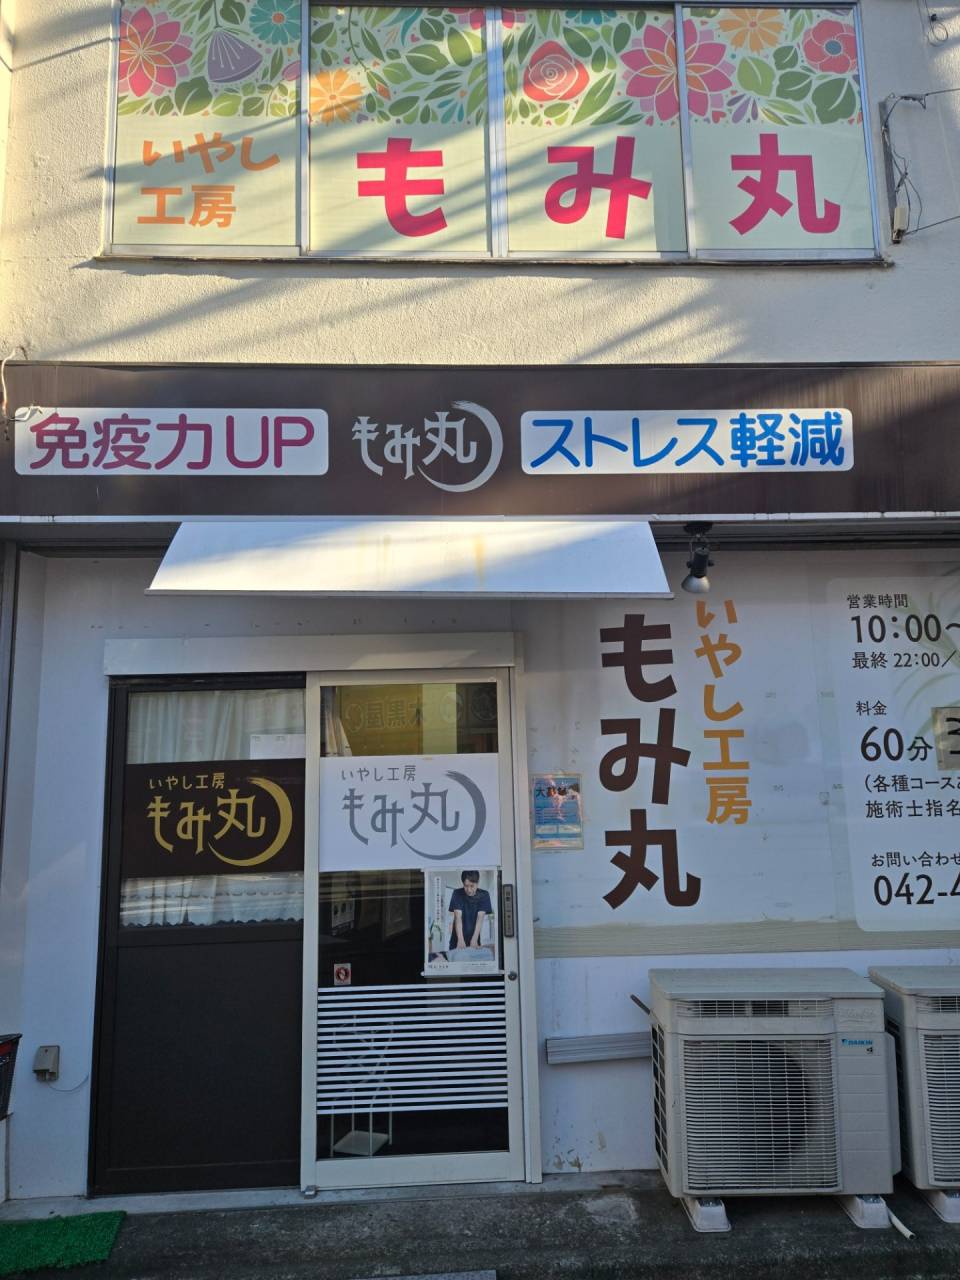 いやし
工房
もみ丸
免疫力UP
もみ丸
ストレス軽減
いやし工房
もみ丸
いやし工房
もみ丸
いやし工房
もみ丸
営業時間
10:00~
最終 22:00/
料金
60分
(各種コース
施術士指名
お問い合わせ
042-4
大黒屋
DAIKIN